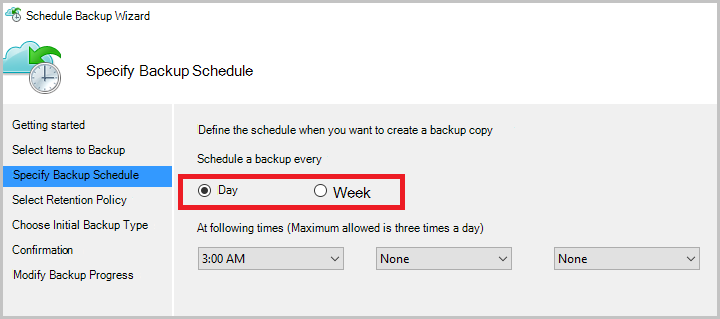 Schedule Backup Wizard
Specify Backup Schedule
Getting started
Select Items to Backup
Specify Backup Schedule
Select Retention Policy
Choose Initial Backup Type
Confirmation
Modify Backup Progress
Define the schedule when you want to create a backup copy
Schedule a backup every
Day Week
At following times (Maximum allowed is three times a day)
3:00 AM None None